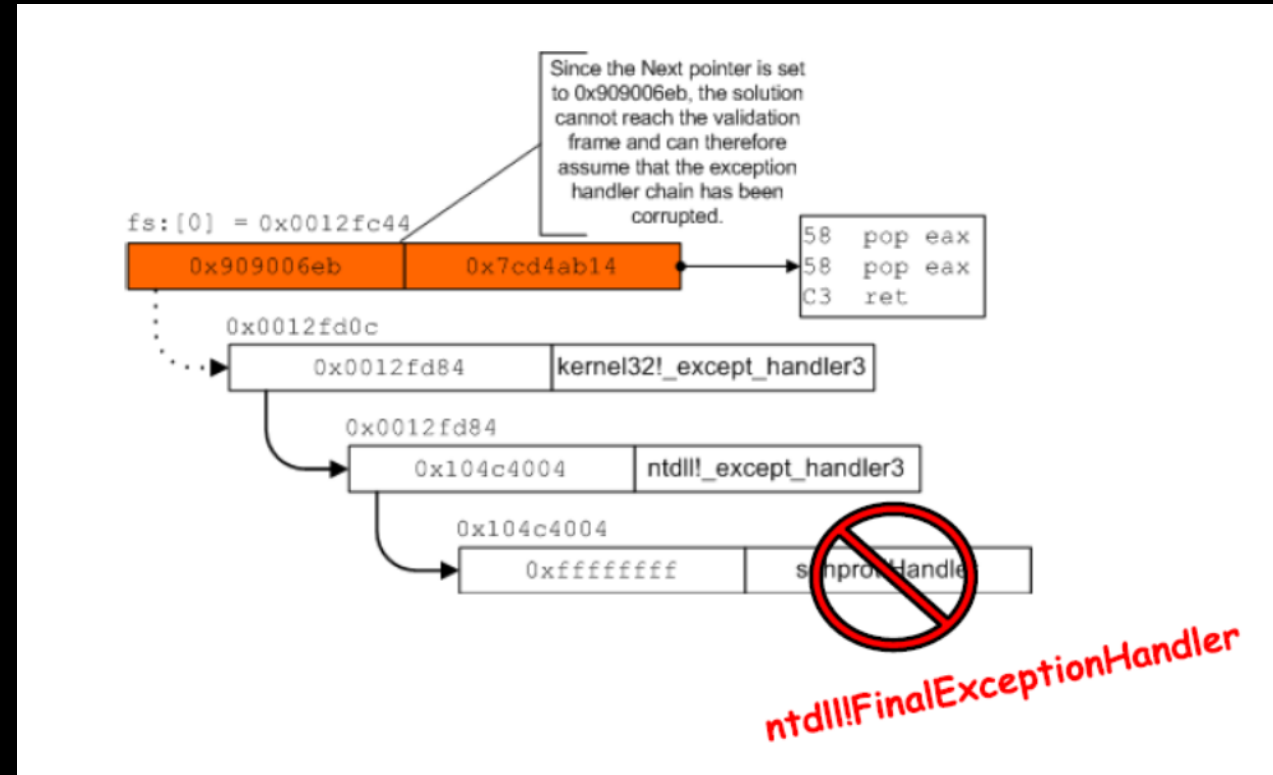 Since the Next pointer is set
to 0x909006eb, the solution
cannot reach the validation
frame and can therefore
assume that the exception
handler chain has been
corrupted.
fs:[0] = 0x0012fc44
0x909006eb 0x7cd4ab14
58 pop eax
58 pop eax
C3 ret
0x0012fd0c
0x0012fd84 kernel32!_except_handler3
0x0012fd84
0x104c4004 ntdll!_except_handler3
0x104c4004
0xffffffff
ntdll!FinalExceptionHandler